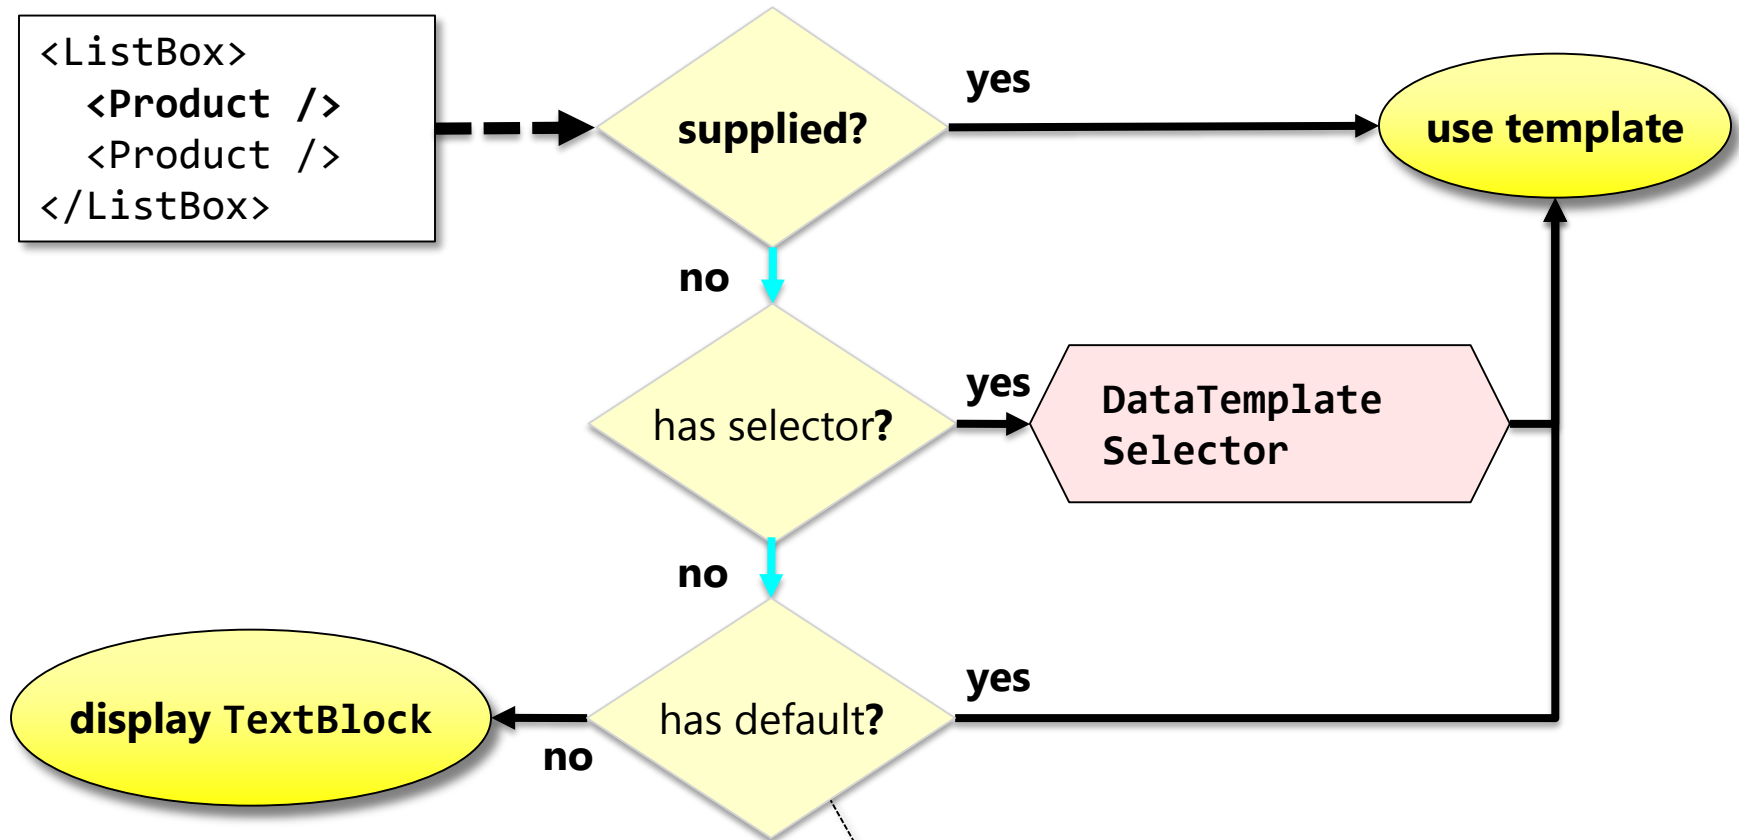 <ListBox>
  <Product />
  <Product />
</ListBox>
supplied?
yes
use template
no
has selector?
yes
DataTemplate
Selector
no
has default?
yes
display TextBlock
no